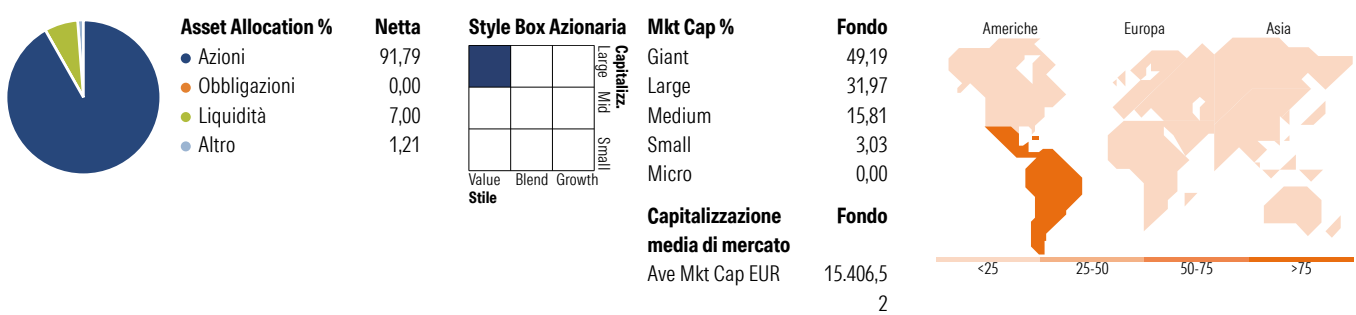 Asset Allocation % Netta
Azioni 91,79
Obbligazioni 0,00
Liquidità 7,00
Altro 1,21
Style Box Azionaria
Capitalizz.
Large Mid Small
Value Blend Growth
Stile
Mkt Cap % Fondo
Giant 49,19
Large 31,97
Medium 15,81
Small 3,03
Micro 0,00
Capitalizzazione Fondo
media di mercato
Ave Mkt Cap EUR 15.406,5
2
Americhe Europa Asia
<25 25-50 50-75 >75